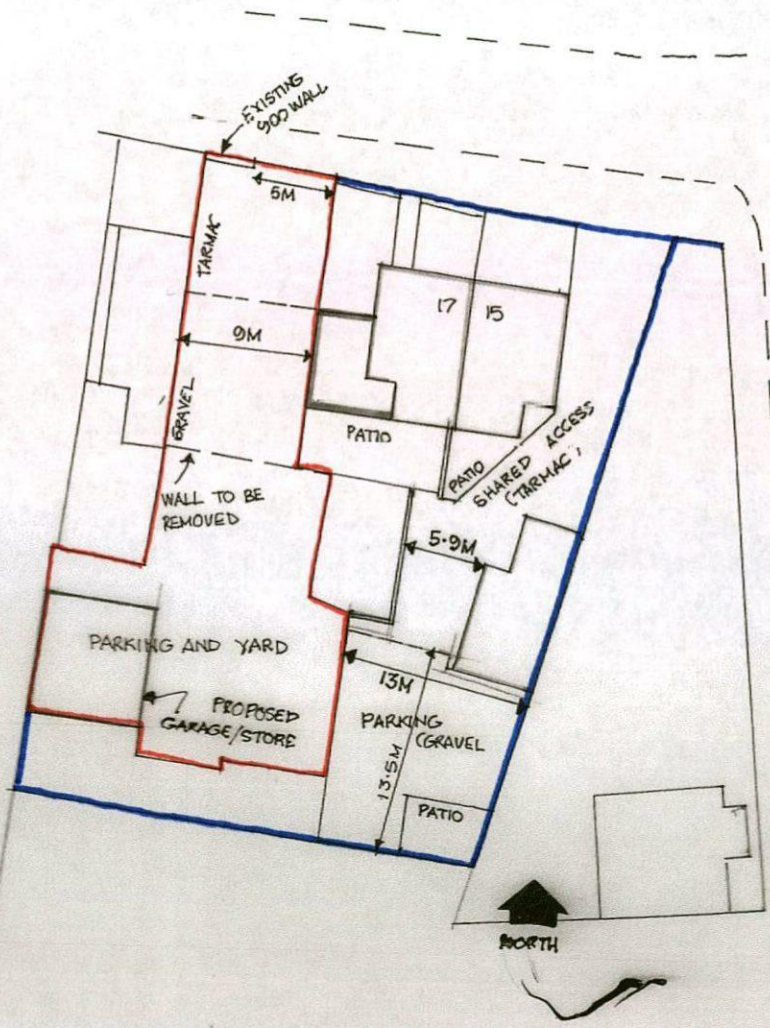 EXISTING
900 WALL
5M
TARMAC
17 15
9M
GRAVEL
PATIO
PATIO
SHARED ACCESS
(TARMAC)
WALL TO BE
REMOVED
5.9M
PARKING AND YARD
13M
PROPOSED
GARAGE/STORE
PARKING
(GRAVEL
13.5M
PATIO
NORTH